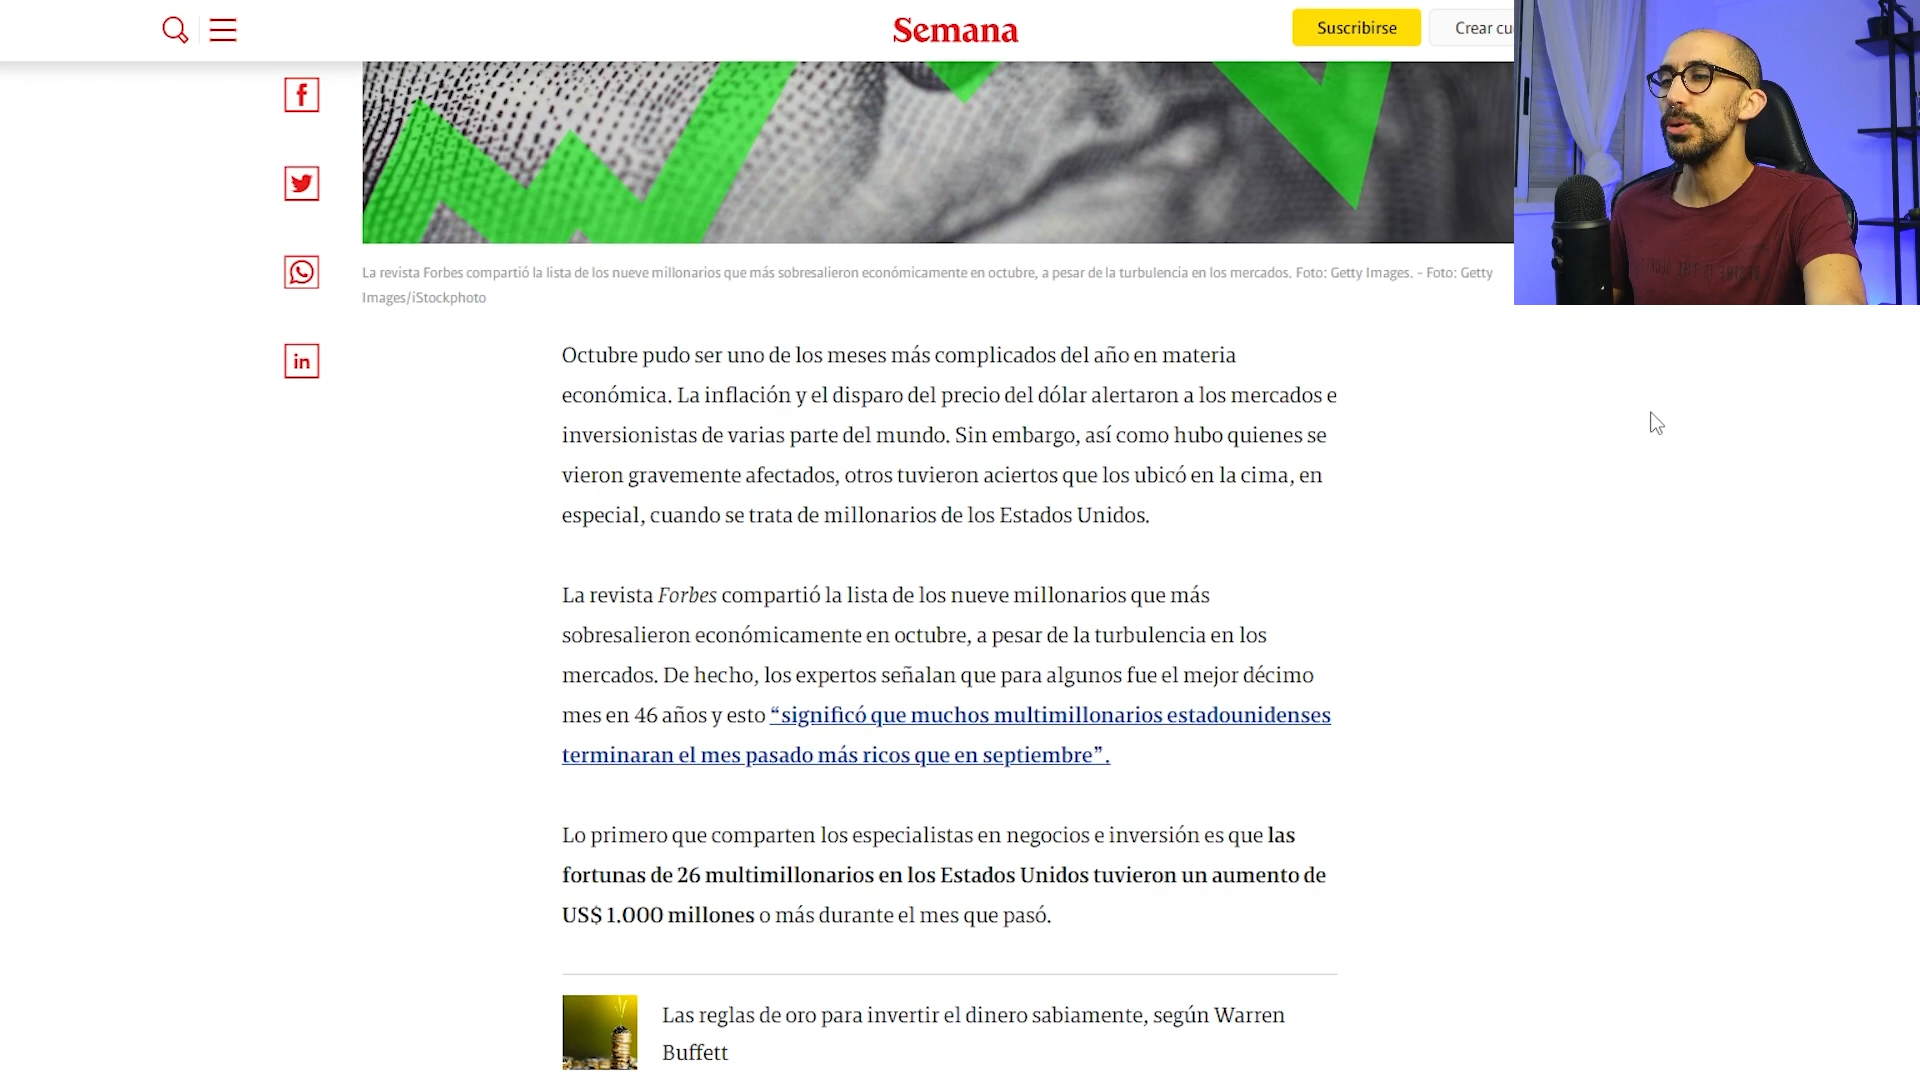 Semana
Suscribirse
Crear cu
La revista Forbes compartió la lista de los nueve millonarios que más sobresalieron económicamente en octubre, a pesar de la turbulencia en los mercados. Foto: Getty Images. - Foto: Getty
Images/iStockphoto
Octubre pudo ser uno de los meses más complicados del año en materia
económica. La inflación y el disparo del precio del dólar alertaron a los mercados e
inversionistas de varias parte del mundo. Sin embargo, así como hubo quienes se
vieron gravemente afectados, otros tuvieron aciertos que los ubicó en la cima, en
especial, cuando se trata de millonarios de los Estados Unidos.
La revista Forbes compartió la lista de los nueve millonarios que más
sobresalieron económicamente en octubre, a pesar de la turbulencia en los
mercados. De hecho, los expertos señalan que para algunos fue el mejor décimo
mes en 46 años y esto “significó que muchos multimillonarios estadounidenses
terminaran el mes pasado más ricos que en septiembre”.
Lo primero que comparten los especialistas en negocios e inversión es que las
fortunas de 26 multimillonarios en los Estados Unidos tuvieron un aumento de
US$ 1.000 millones o más durante el mes que pasó.
Las reglas de oro para invertir el dinero sabiamente, según Warren
Buffett